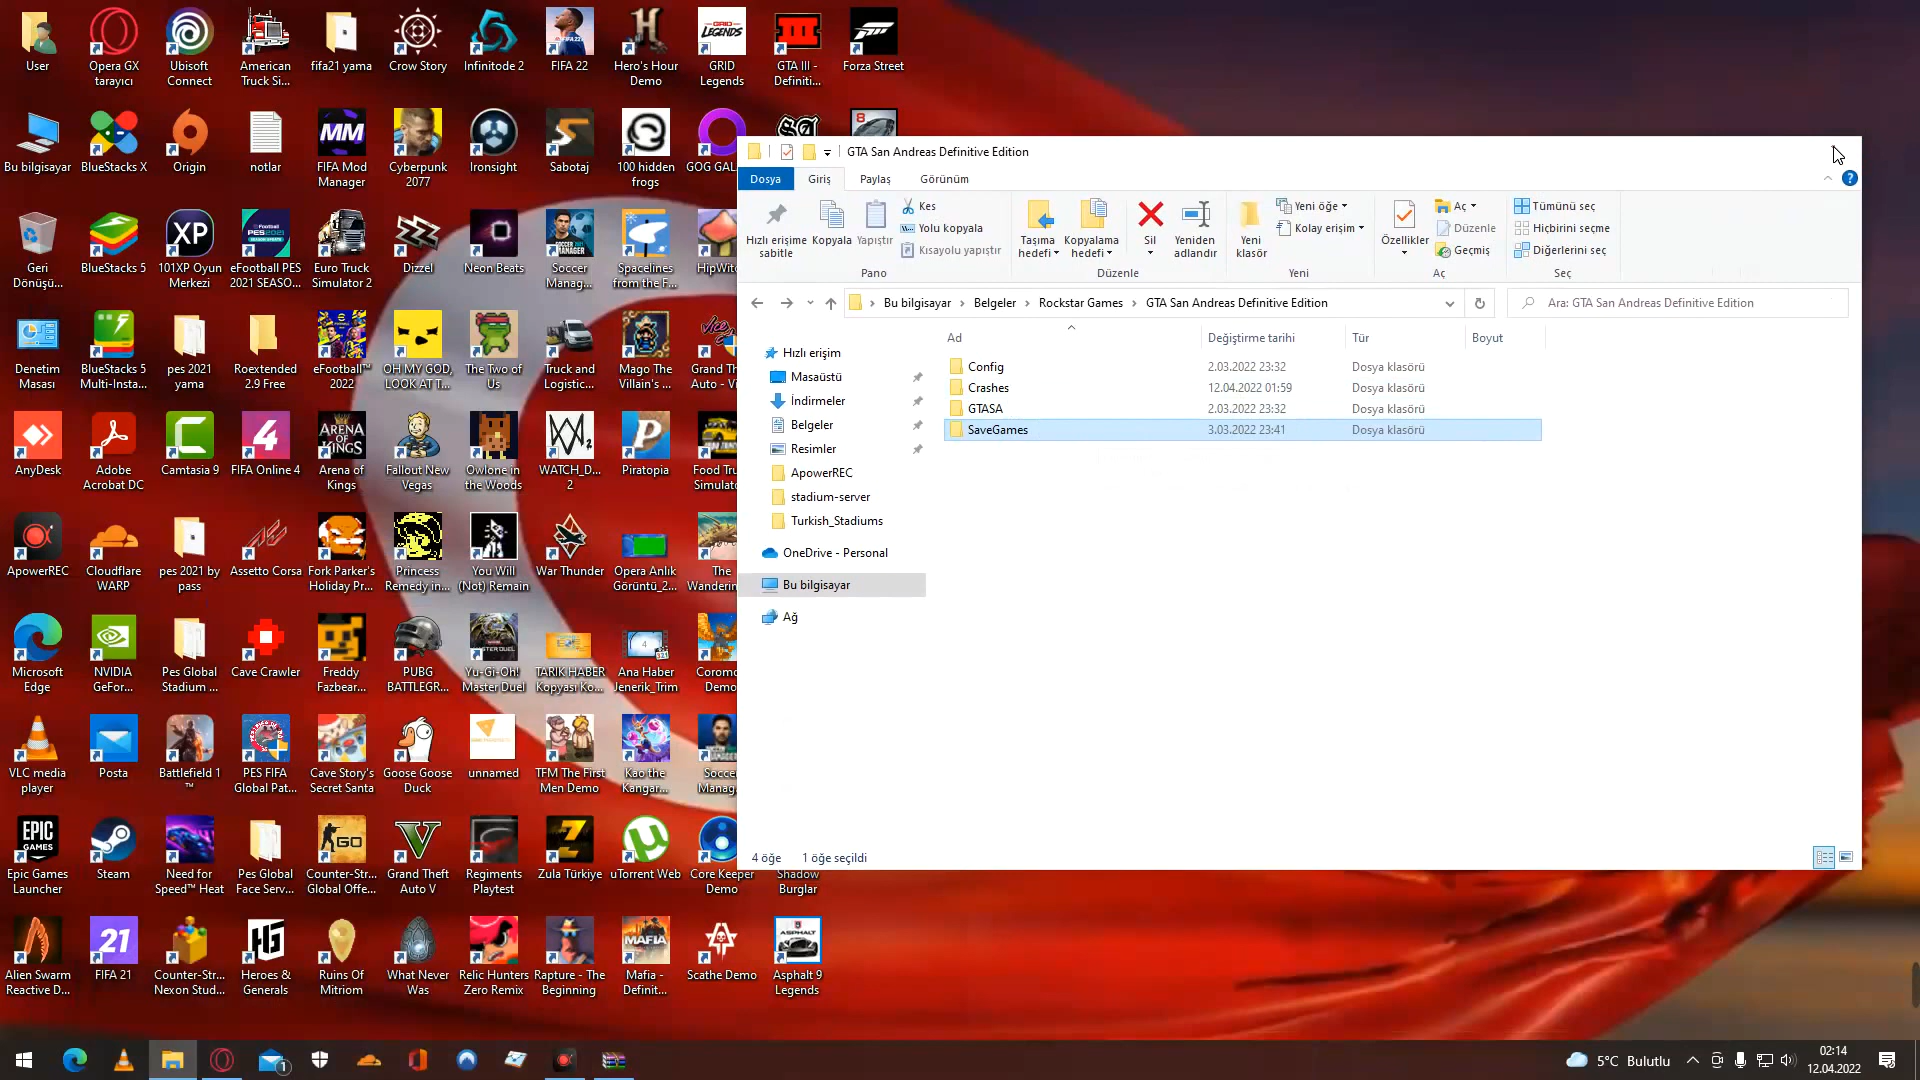 User
Opera GX
tarayıcı
Ubisoft
Connect
American
Truck Si...
fifa21 yama
Crow Story
Infinitode 2
FIFA 22
Hero's Hour
Demo
GRID
Legends
GTA III -
Definiti...
Forza Street
Bu bilgisayar
BlueStacks X
Origin
notlar
FIFA Mod
Manager
Cyberpunk
2077
Ironsight
Sabotaj
100 hidden
frogs
GOG GAL
Geri
Dönüşü...
BlueStacks 5
101XP Oyun
Merkezi
eFootball PES
2021 SEASO...
Euro Truck
Simulator 2
Dizzel
Neon Beats
Soccer
Manag...
Spacelines
from the F...
HipWit
Denetim
Masası
BlueStacks 5
Multi-Insta...
pes 2021
yama
Roextended
2.9 Free
eFootball™
2022
OH MY GOD,
LOOK AT T...
The Two of
Us
Truck and
Logistic...
Mago The
Villain's ...
Grand Th
Auto - Vi
AnyDesk
Adobe
Acrobat DC
Camtasia 9
FIFA Online 4
Arena of
Kings
Fallout New
Vegas
Owlone in
the Woods
WATCH_D...
2
Piratopia
Food Tru
Simulato
ApowerREC
Cloudflare
WARP
pes 2021 by
pass
Assetto Corsa
Fork Parker's
Holiday Pr...
Princess
Remedy in...
You Will
(Not) Remain
War Thunder
Opera Anlık
Görüntü_2...
The
Wanderin
Microsoft
Edge
NVIDIA
GeFor...
Pes Global
Stadium ...
Cave Crawler
Freddy
Fazbear...
PUBG
BATTLEGR...
Yu-Gi-Oh!
Master Duel
TARIK HABER
Kopyası Ko...
Ana Haber
Jenerik_Trim
Coromo
Demo
VLC media
player
Posta
Battlefield 1
™
PES FIFA
Global Pat...
Cave Story's
Secret Santa
Goose Goose
Duck
unnamed
TFM The First
Men Demo
Kao the
Kangar...
Socce
Manag
Epic Games
Launcher
Steam
Need for
Speed™ Heat
Pes Global
Face Serv...
Counter-Str...
Global Offe...
Grand Theft
Auto V
Regiments
Playtest
Zula Türkiye
uTorrent Web
Core Keeper
Demo
Shadow
Burglar
Alien Swarm
Reactive D...
FIFA 21
Counter-Str...
Nexon Stud...
Heroes &
Generals
Ruins Of
Mitriom
What Never
Was
Relic Hunters
Zero Remix
Rapture - The
Beginning
Mafia -
Definit...
Scathe Demo
Asphalt 9
Legends
GTA San Andreas Definitive Edition
Dosya Giriş Paylaş Görünüm
Hızlı erişime
sabitle
Kopyala
Yapıştır
Kes
Yolu kopyala
Kısayolu yapıştır
Pano
Taşıma
hedefi
Kopyalama
hedefi
Sil
Yeniden
adlandır
Düzenle
Yeni
klasör
Yeni öğe
Kolay erişim
Yeni
Özellikler
Aç
Düzenle
Geçmiş
Aç
Tümünü seç
Hiçbirini seçme
Diğerlerini seç
Seç
Bu bilgisayar Belgeler Rockstar Games GTA San Andreas Definitive Edition
Ara: GTA San Andreas Definitive Edition
Hızlı erişim
Masaüstü
İndirmeler
Belgeler
Resimler
ApowerREC
stadium-server
Turkish_Stadiums
OneDrive - Personal
Bu bilgisayar
Ağ
Ad Değiştirme tarihi Tür Boyut
Config 2.03.2022 23:32 Dosya klasörü
Crashes 12.04.2022 01:59 Dosya klasörü
GTASA 2.03.2022 23:32 Dosya klasörü
SaveGames 3.03.2022 23:41 Dosya klasörü
4 öğe 1 öğe seçildi
5°C Bulutlu
02:14
12.04.2022